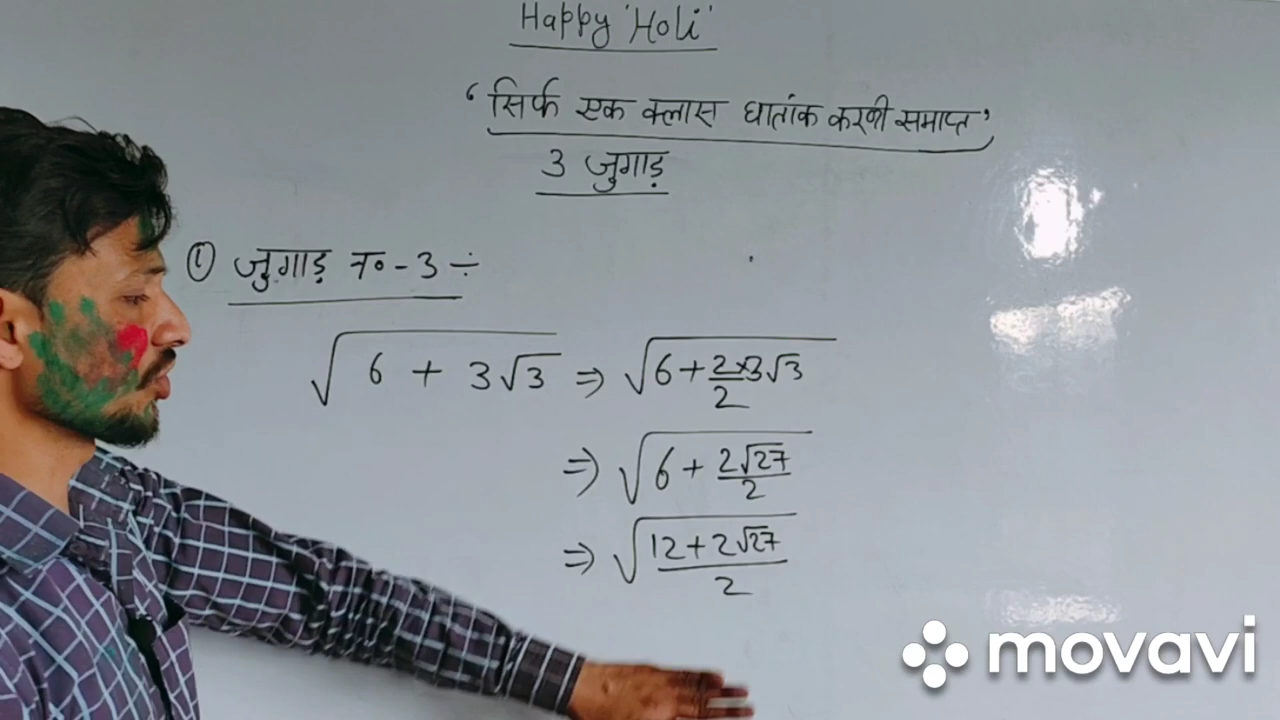 Happy 'Holi'
'सिर्फ एक क्लास घातांक करणी समाप्त'
3 जुगाड़
① जुगाड़ न०-3 ÷
√(6 + 3√3) ⇒ √(6 + 2×3√3/2)
⇒ √(6 + 2√27/2)
⇒ √((12 + 2√27)/2)
movavi